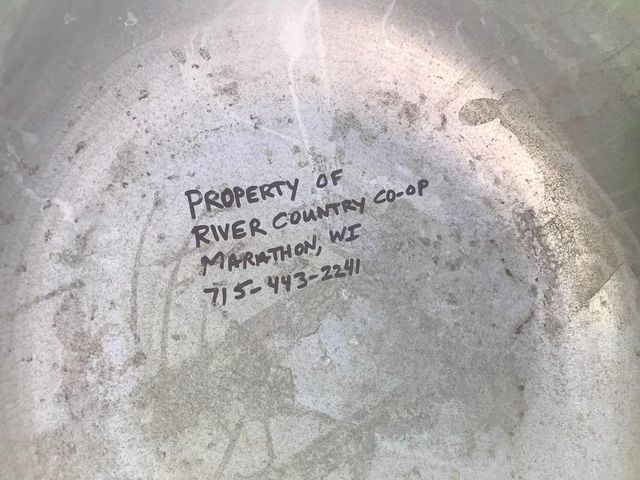 PROPERTY OF
RIVER COUNTRY CO-OP
MARATHON, WI
715-443-2241